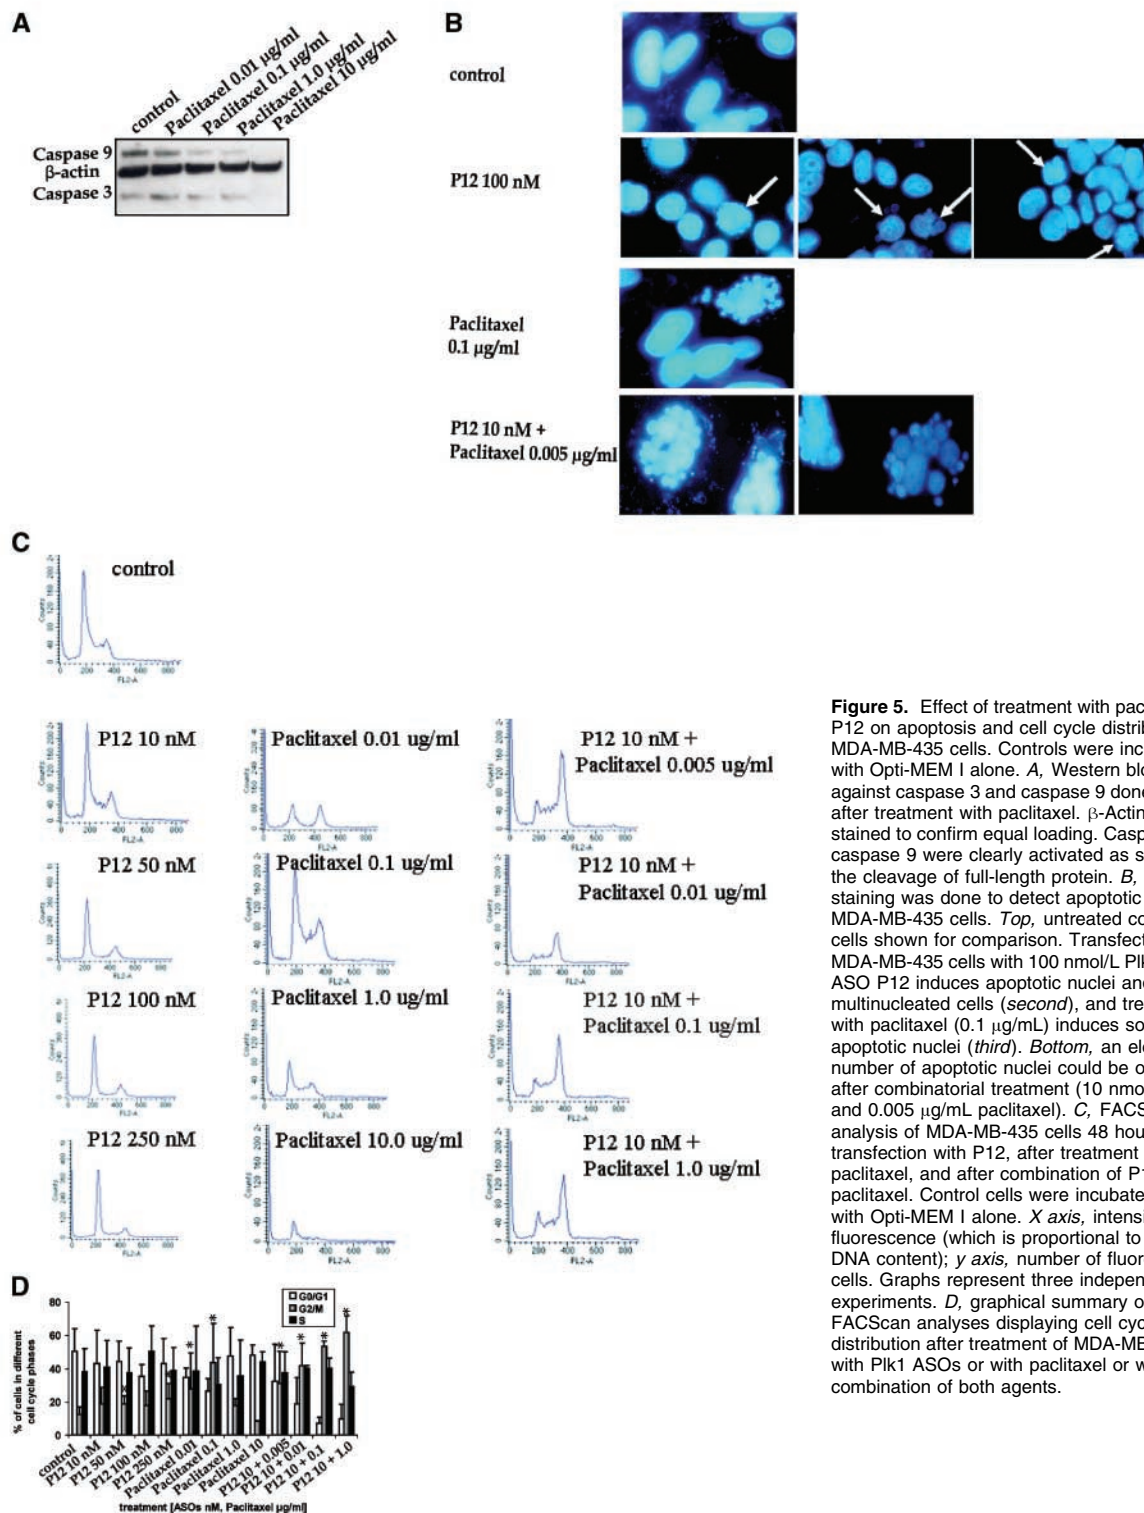 A
control
Paclitaxel 0.01 µg/ml
Paclitaxel 0.1 µg/ml
Paclitaxel 1.0 µg/ml
Paclitaxel 10 µg/ml
Caspase 9
β-actin
Caspase 3
B
control
P12 100 nM
Paclitaxel
0.1 µg/ml
P12 10 nM +
Paclitaxel 0.005 µg/ml
C
control
P12 10 nM
Paclitaxel 0.01 ug/ml
P12 10 nM +
Paclitaxel 0.005 ug/ml
P12 50 nM
Paclitaxel 0.1 ug/ml
P12 10 nM +
Paclitaxel 0.01 ug/ml
P12 100 nM
Paclitaxel 1.0 ug/ml
P12 10 nM +
Paclitaxel 0.1 ug/ml
P12 250 nM
Paclitaxel 10.0 ug/ml
P12 10 nM +
Paclitaxel 1.0 ug/ml
Counts
FL2-A
0 200 400 600 800
D
G0/G1
G2/M
S
% of cells in different
cell cycle phases
80
60
40
20
0
control
P12 10 nM
P12 50 nM
P12 100 nM
P12 250 nM
Paclitaxel 0.01
Paclitaxel 0.1
Paclitaxel 1.0
Paclitaxel 10
P12 10 + 0.005
P12 10 + 0.01
P12 10 + 0.1
P12 10 + 1.0
treatment [ASOs nM, Paclitaxel µg/ml]
Figure 5. Effect of treatment with pac
P12 on apoptosis and cell cycle distrib
MDA-MB-435 cells. Controls were inc
with Opti-MEM I alone. A, Western blo
against caspase 3 and caspase 9 done
after treatment with paclitaxel. β-Actin
stained to confirm equal loading. Casp
caspase 9 were clearly activated as s
the cleavage of full-length protein. B,
staining was done to detect apoptotic
MDA-MB-435 cells. Top, untreated co
cells shown for comparison. Transfect
MDA-MB-435 cells with 100 nmol/L Plk
ASO P12 induces apoptotic nuclei and
multinucleated cells (second), and trea
with paclitaxel (0.1 µg/mL) induces so
apoptotic nuclei (third). Bottom, an ele
number of apoptotic nuclei could be o
after combinatorial treatment (10 nmo
and 0.005 µg/mL paclitaxel). C, FACS
analysis of MDA-MB-435 cells 48 hou
transfection with P12, after treatment
paclitaxel, and after combination of P1
paclitaxel. Control cells were incubate
with Opti-MEM I alone. X axis, intensi
fluorescence (which is proportional to
DNA content); y axis, number of fluor
cells. Graphs represent three indepen
experiments. D, graphical summary o
FACScan analyses displaying cell cyc
distribution after treatment of MDA-ME
with Plk1 ASOs or with paclitaxel or w
combination of both agents.